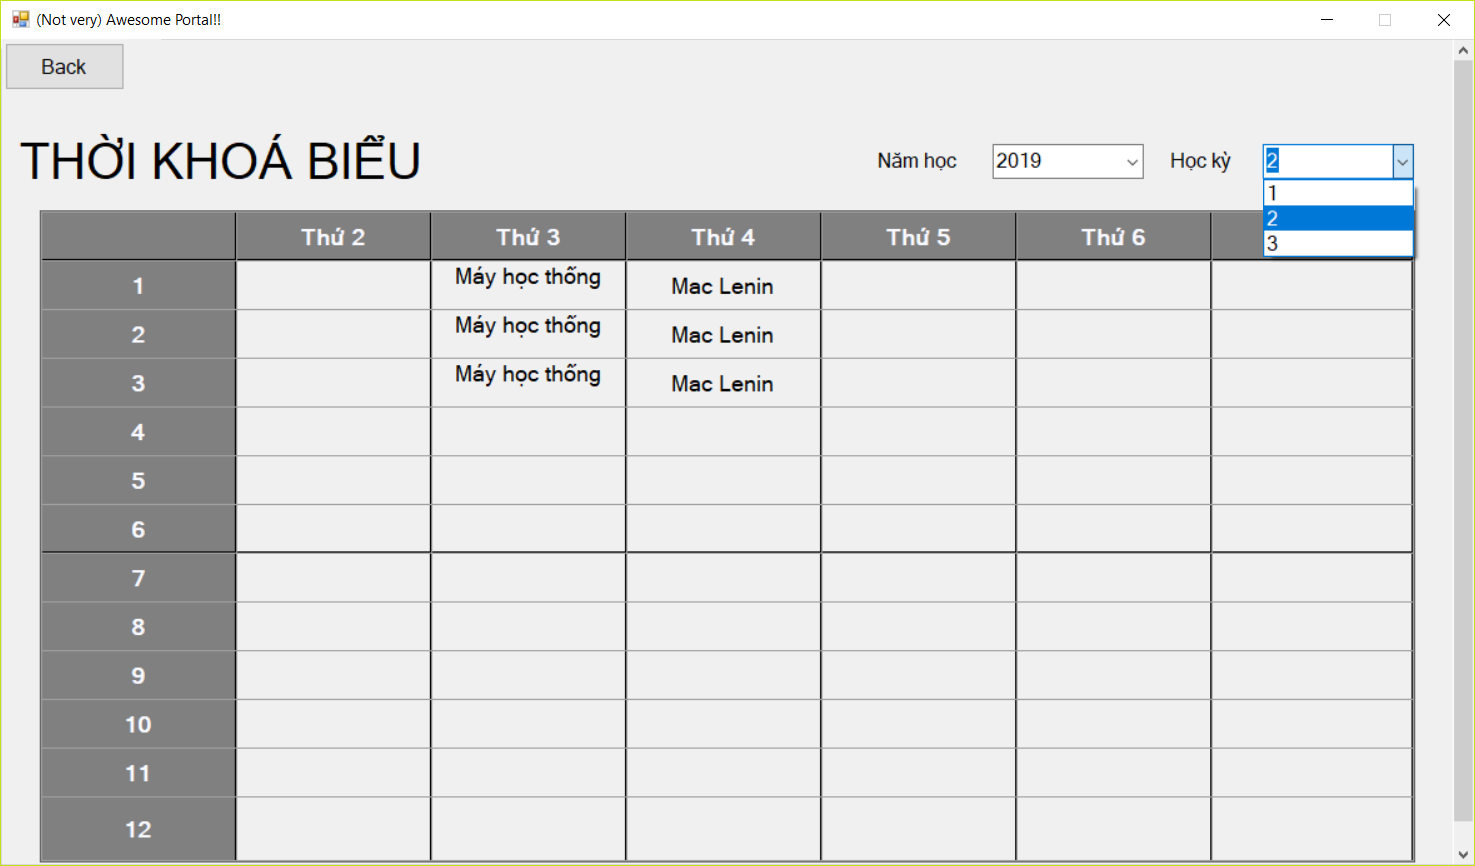 (Not very) Awesome Portal!!
Back
THỜI KHOÁ BIỂU
Năm học 2019 Học kỳ 2
1
2
3
Thứ 2 Thứ 3 Thứ 4 Thứ 5 Thứ 6
1 Máy học thống Mac Lenin
2 Máy học thống Mac Lenin
3 Máy học thống Mac Lenin
4
5
6
7
8
9
10
11
12